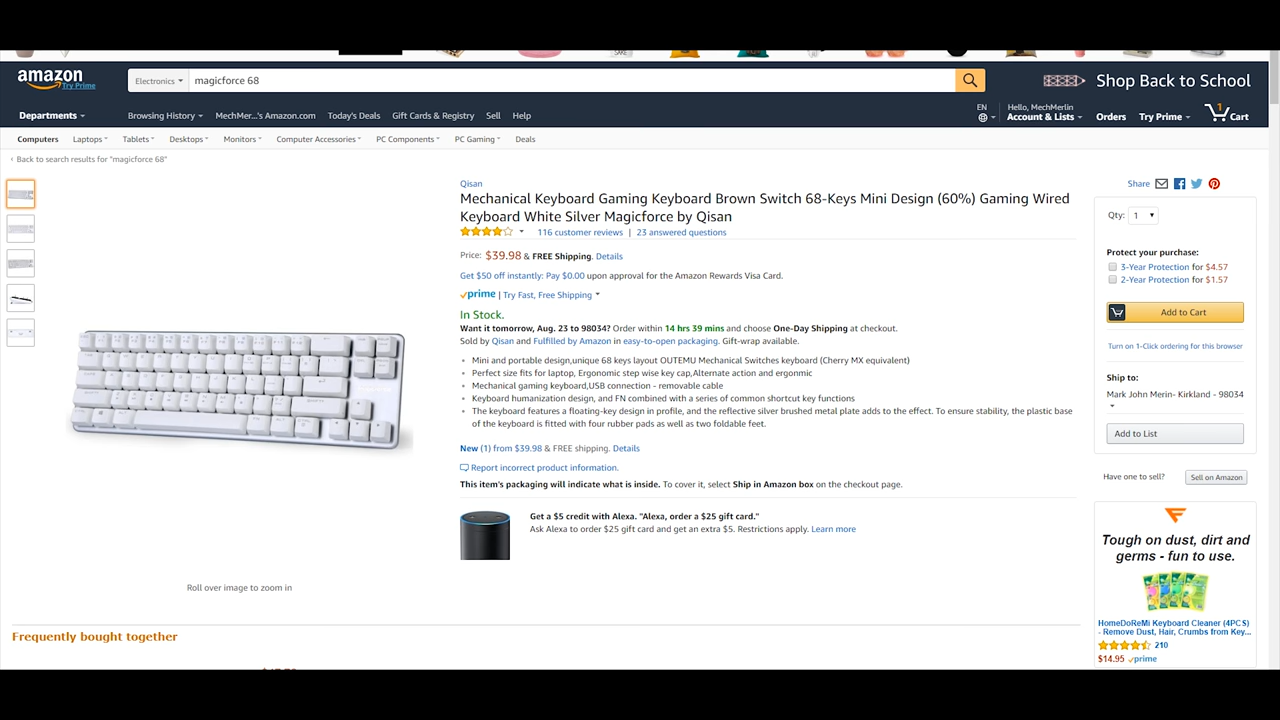 SAKE
amazon
Try Prime
Electronics
magicforce 68
Shop Back to School
Departments
Browsing History
MechMer...'s Amazon.com
Today's Deals
Gift Cards & Registry
Sell
Help
EN
Hello, MechMerlin
Account & Lists
Orders
Try Prime
1
Cart
Computers
Laptops
Tablets
Desktops
Monitors
Computer Accessories
PC Components
PC Gaming
Deals
‹ Back to search results for "magicforce 68"
Qisan
Mechanical Keyboard Gaming Keyboard Brown Switch 68-Keys Mini Design (60%) Gaming Wired
Keyboard White Silver Magicforce by Qisan
116 customer reviews | 23 answered questions
Price: $39.98 & FREE Shipping. Details
Get $50 off instantly: Pay $0.00 upon approval for the Amazon Rewards Visa Card.
prime | Try Fast, Free Shipping
In Stock.
Want it tomorrow, Aug. 23 to 98034? Order within 14 hrs 39 mins and choose One-Day Shipping at checkout.
Sold by Qisan and Fulfilled by Amazon in easy-to-open packaging. Gift-wrap available.
• Mini and portable design,unique 68 keys layout OUTEMU Mechanical Switches keyboard (Cherry MX equivalent)
• Perfect size fits for laptop, Ergonomic step wise key cap,Alternate action and ergonmic
• Mechanical gaming keyboard,USB connection - removable cable
• Keyboard humanization design, and FN combined with a series of common shortcut key functions
• The keyboard features a floating-key design in profile, and the reflective silver brushed metal plate adds to the effect. To ensure stability, the plastic base
of the keyboard is fitted with four rubber pads as well as two foldable feet.
New (1) from $39.98 & FREE shipping. Details
Report incorrect product information.
This item's packaging will indicate what is inside. To cover it, select Ship in Amazon box on the checkout page.
Get a $5 credit with Alexa. "Alexa, order a $25 gift card."
Ask Alexa to order $25 gift card and get an extra $5. Restrictions apply. Learn more
Roll over image to zoom in
Frequently bought together
Share
Qty: 1
Protect your purchase:
3-Year Protection for $4.57
2-Year Protection for $1.57
Add to Cart
Turn on 1-Click ordering for this browser
Ship to:
Mark John Merin- Kirkland - 98034
Add to List
Have one to sell?
Sell on Amazon
Tough on dust, dirt and
germs - fun to use.
HomeDoReMi Keyboard Cleaner (4PCS)
- Remove Dust, Hair, Crumbs from Key...
210
$14.95 prime